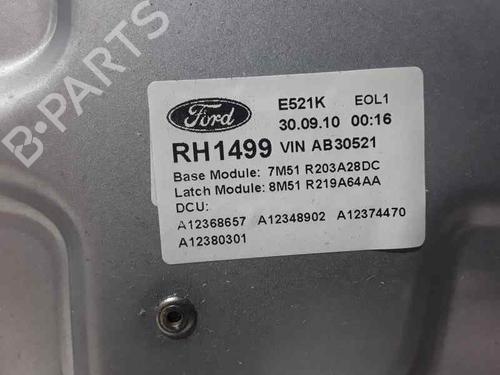 B-PARTS
Ford
E521K EOL1
30.09.10 00:16
RH1499 VIN AB30521
Base Module: 7M51 R203A28DC
Latch Module: 8M51 R219A64AA
DCU:
A12368657 A12348902 A12374470
A12380301